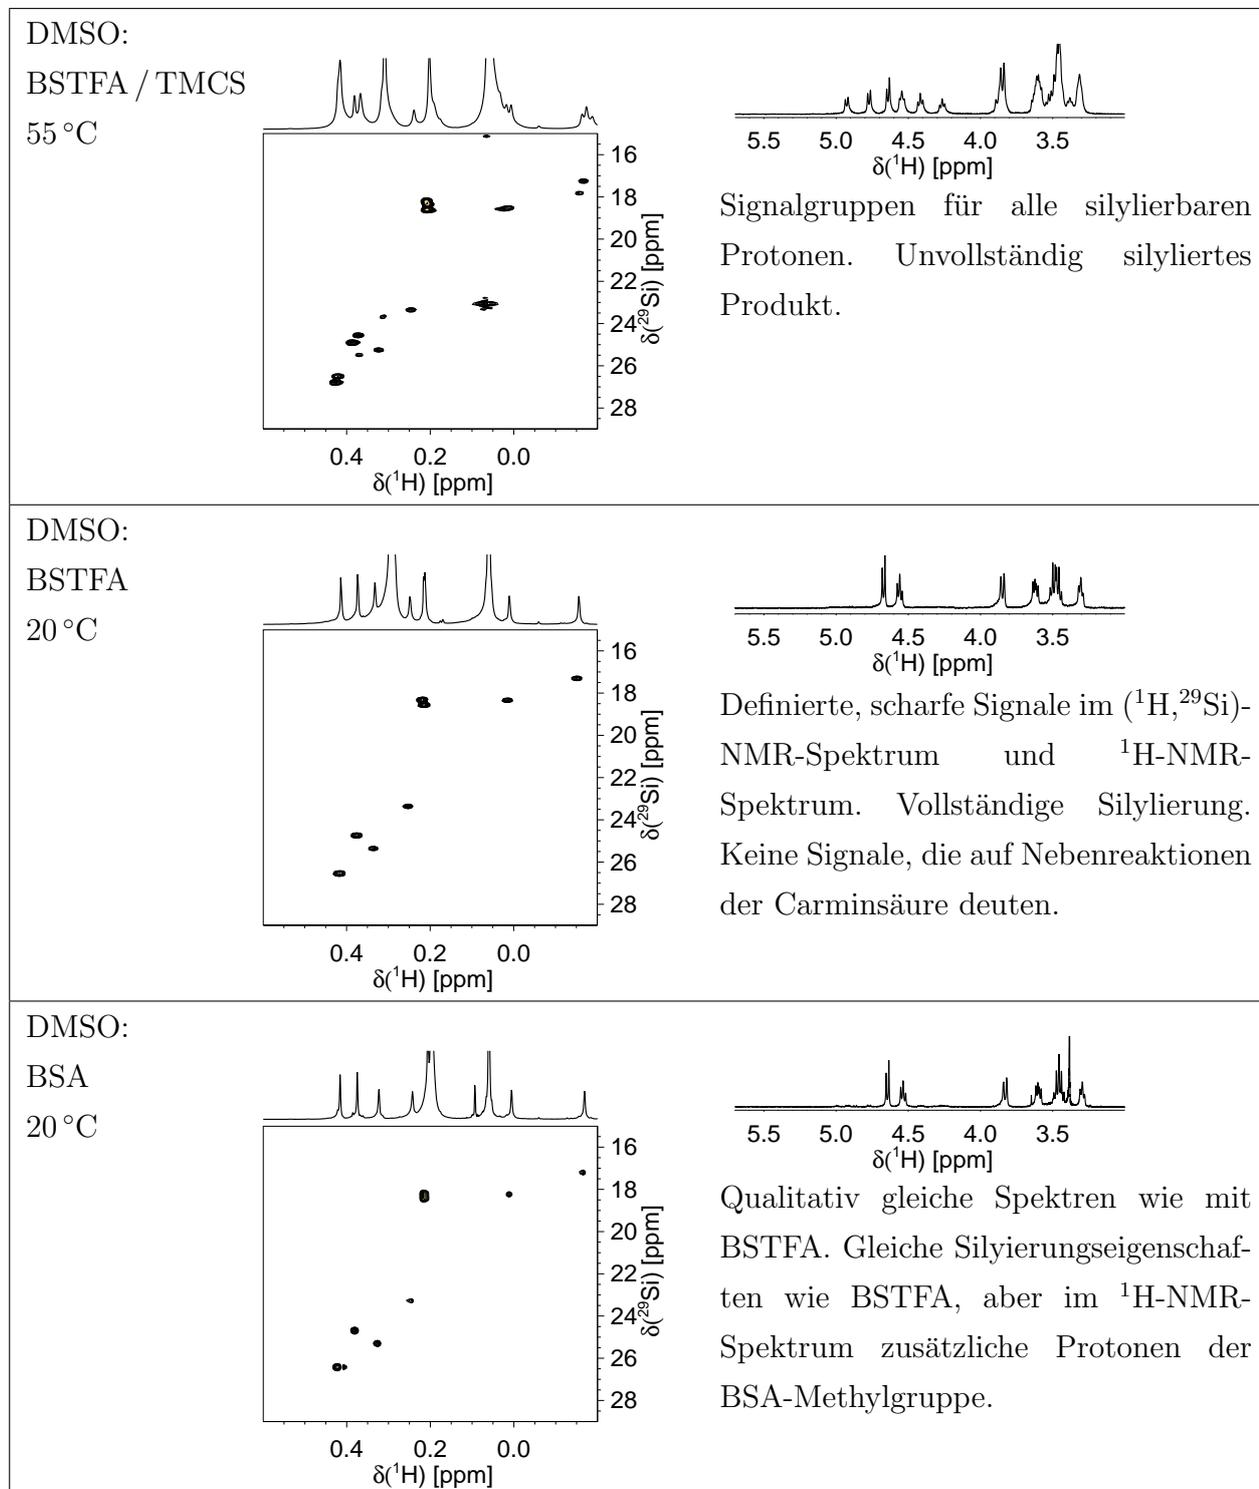 DMSO:
BSTFA / TMCS
55 °C
16
18
20
22
24
26
28
δ(²⁹Si) [ppm]
0.4 0.2 0.0
δ(¹H) [ppm]
5.5 5.0 4.5 4.0 3.5
δ(¹H) [ppm]
Signalgruppen für alle silylierbaren
Protonen. Unvollständig silyliertes
Produkt.
DMSO:
BSTFA
20 °C
16
18
20
22
24
26
28
δ(²⁹Si) [ppm]
0.4 0.2 0.0
δ(¹H) [ppm]
5.5 5.0 4.5 4.0 3.5
δ(¹H) [ppm]
Definierte, scharfe Signale im (¹H,²⁹Si)-
NMR-Spektrum und ¹H-NMR-
Spektrum. Vollständige Silylierung.
Keine Signale, die auf Nebenreaktionen
der Carminsäure deuten.
DMSO:
BSA
20 °C
16
18
20
22
24
26
28
δ(²⁹Si) [ppm]
0.4 0.2 0.0
δ(¹H) [ppm]
5.5 5.0 4.5 4.0 3.5
δ(¹H) [ppm]
Qualitativ gleiche Spektren wie mit
BSTFA. Gleiche Silyierungseigenschaf-
ten wie BSTFA, aber im ¹H-NMR-
Spektrum zusätzliche Protonen der
BSA-Methylgruppe.